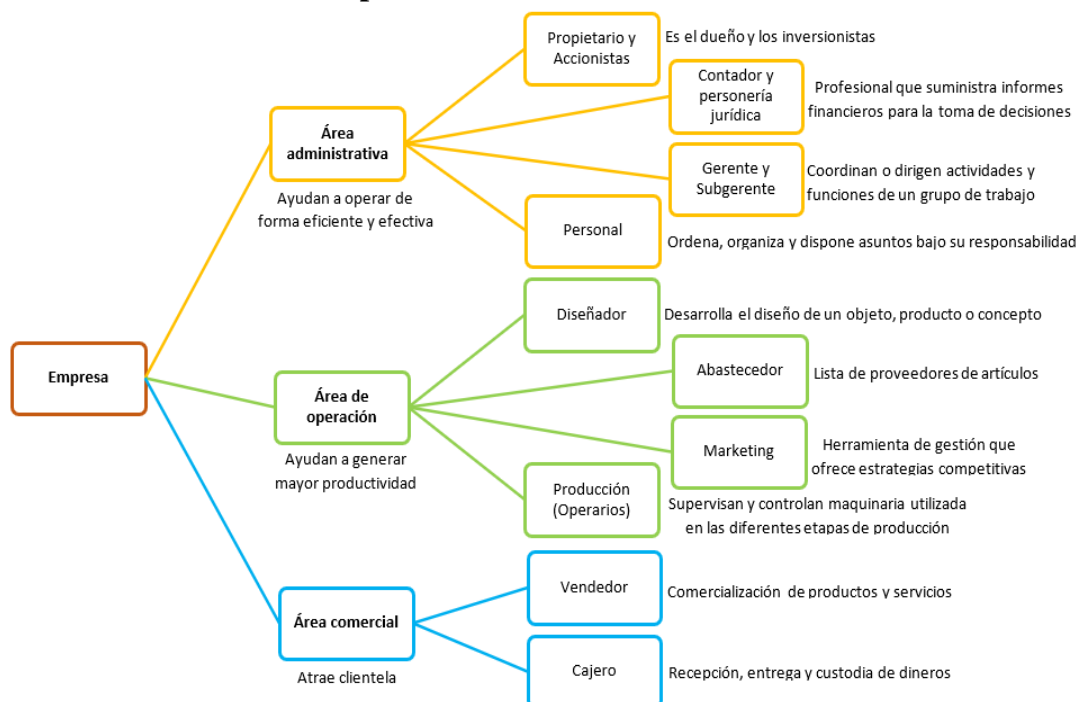 Empresa
Área
administrativa
Ayudan a operar de
forma eficiente y efectiva
Propietario y
Accionistas
Es el dueño y los inversionistas
Contador y
personería
jurídica
Profesional que suministra informes
financieros para la toma de decisiones
Gerente y
Subgerente
Coordinan o dirigen actividades y
funciones de un grupo de trabajo
Personal
Ordena, organiza y dispone asuntos bajo su responsabilidad
Área de
operación
Ayudan a generar
mayor productividad
Diseñador
Desarrolla el diseño de un objeto, producto o concepto
Abastecedor
Lista de proveedores de artículos
Marketing
Herramienta de gestión que
ofrece estrategias competitivas
Producción
(Operarios)
Supervisan y controlan maquinaria utilizada
en las diferentes etapas de producción
Área comercial
Atrae clientela
Vendedor
Comercialización de productos y servicios
Cajero
Recepción, entrega y custodia de dineros